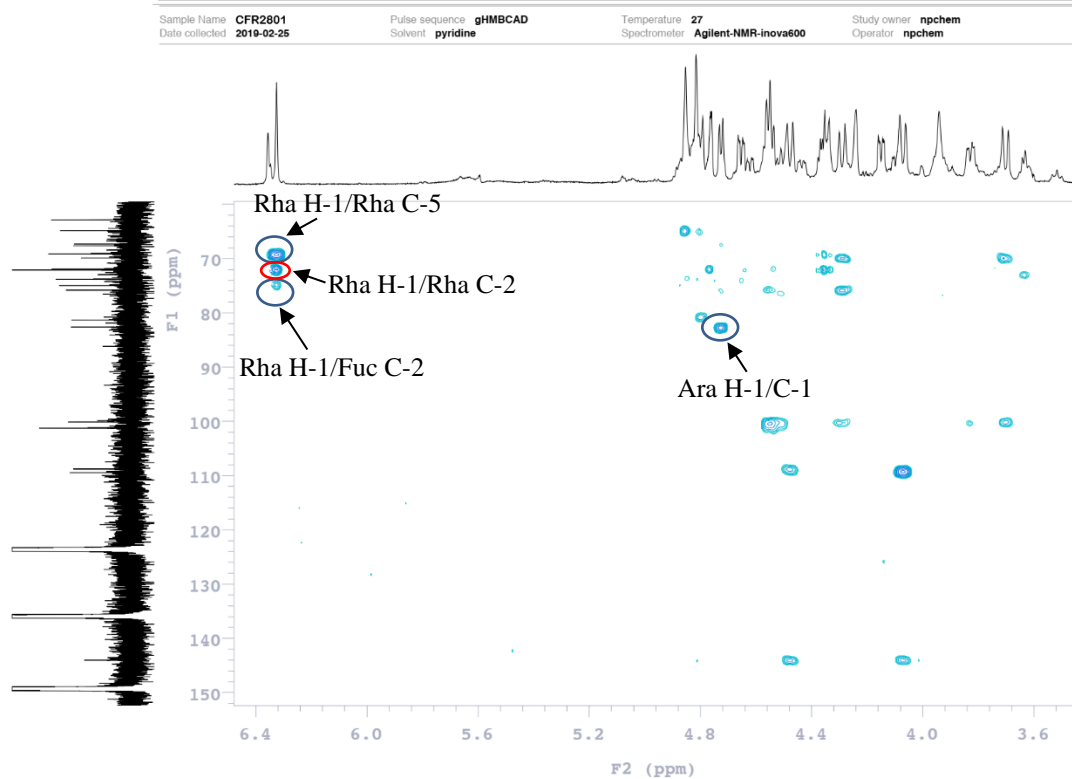 Sample Name CFR2801 Pulse sequence gHMBCAD Temperature 27 Study owner npchem
Date collected 2019-02-25 Solvent pyridine Spectrometer Agilent-NMR-inova600 Operator npchem
Rha H-1/Rha C-5
Rha H-1/Rha C-2
Rha H-1/Fuc C-2
Ara H-1/C-1
F1 (ppm)
70
80
90
100
110
120
130
140
150
6.4 6.0 5.6 5.2 4.8 4.4 4.0 3.6
F2 (ppm)